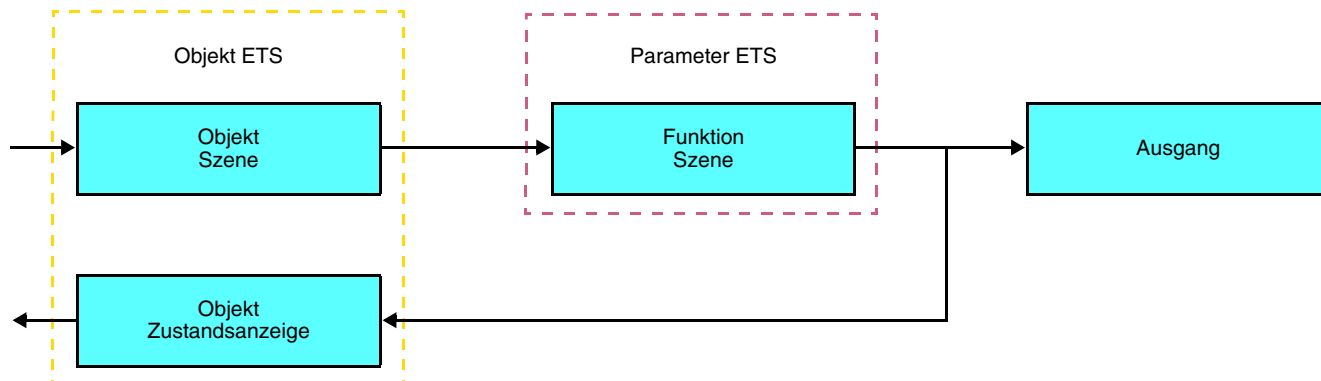 Objekt ETS
Parameter ETS
Objekt
Szene
Funktion
Szene
Ausgang
Objekt
Zustandsanzeige